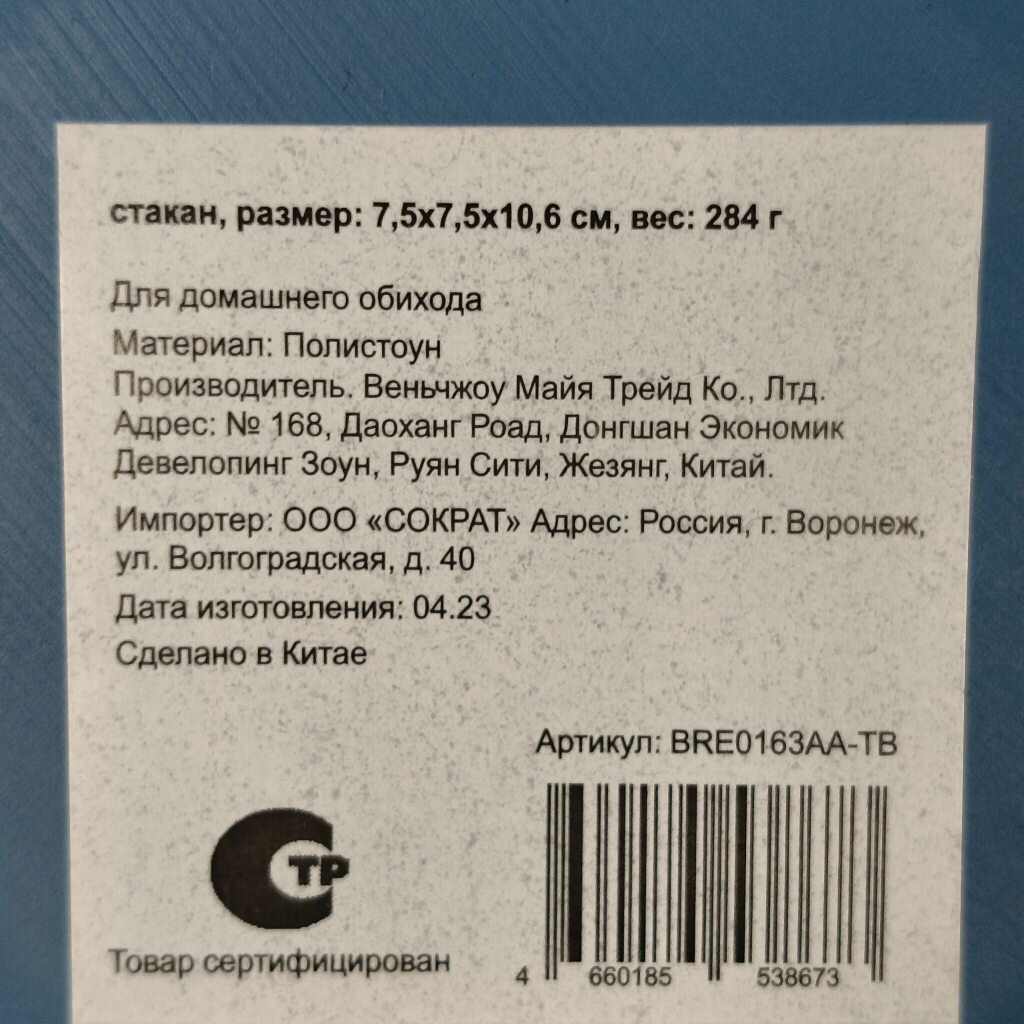 стакан, размер: 7,5х7,5х10,6 см, вес: 284 г
Для домашнего обихода
Материал: Полистоун
Производитель. Веньчжоу Майя Трейд Ко., Лтд.
Адрес: № 168, Даоханг Роад, Донгшан Экономик
Девелопинг Зоун, Руян Сити, Жезянг, Китай.
Импортер: ООО «СОКРАТ» Адрес: Россия, г. Воронеж,
ул. Волгоградская, д. 40
Дата изготовления: 04.23
Сделано в Китае
Артикул: BRE0163AA-TB
СТР
Товар сертифицирован
4 660185 538673